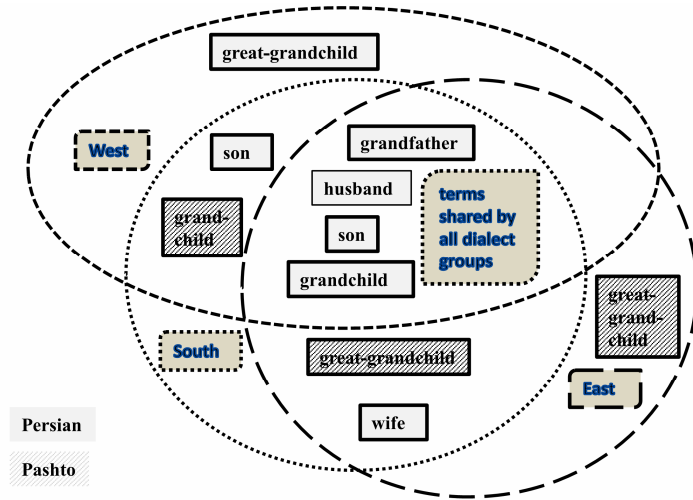 great-grandchild
West
son
grandfather
husband
terms
shared by
all dialect
groups
grand-
child
son
grandchild
great-
grand-
child
South
great-grandchild
East
wife
Persian
Pashto